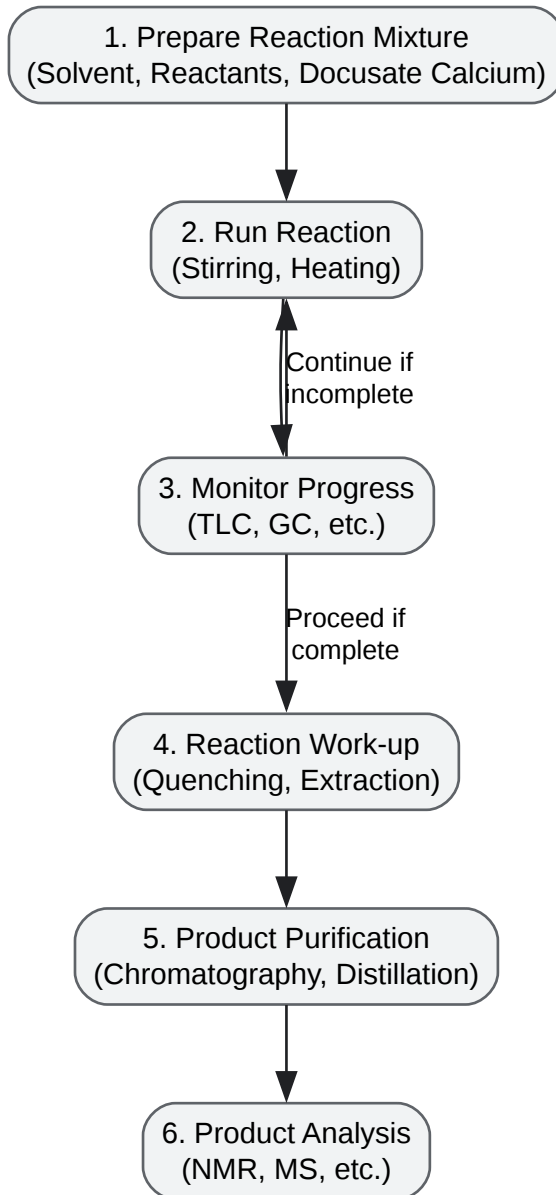 1. Prepare Reaction Mixture
(Solvent, Reactants, Docusate Calcium)
2. Run Reaction
(Stirring, Heating)
Continue if
incomplete
3. Monitor Progress
(TLC, GC, etc.)
Proceed if
complete
4. Reaction Work-up
(Quenching, Extraction)
5. Product Purification
(Chromatography, Distillation)
6. Product Analysis
(NMR, MS, etc.)